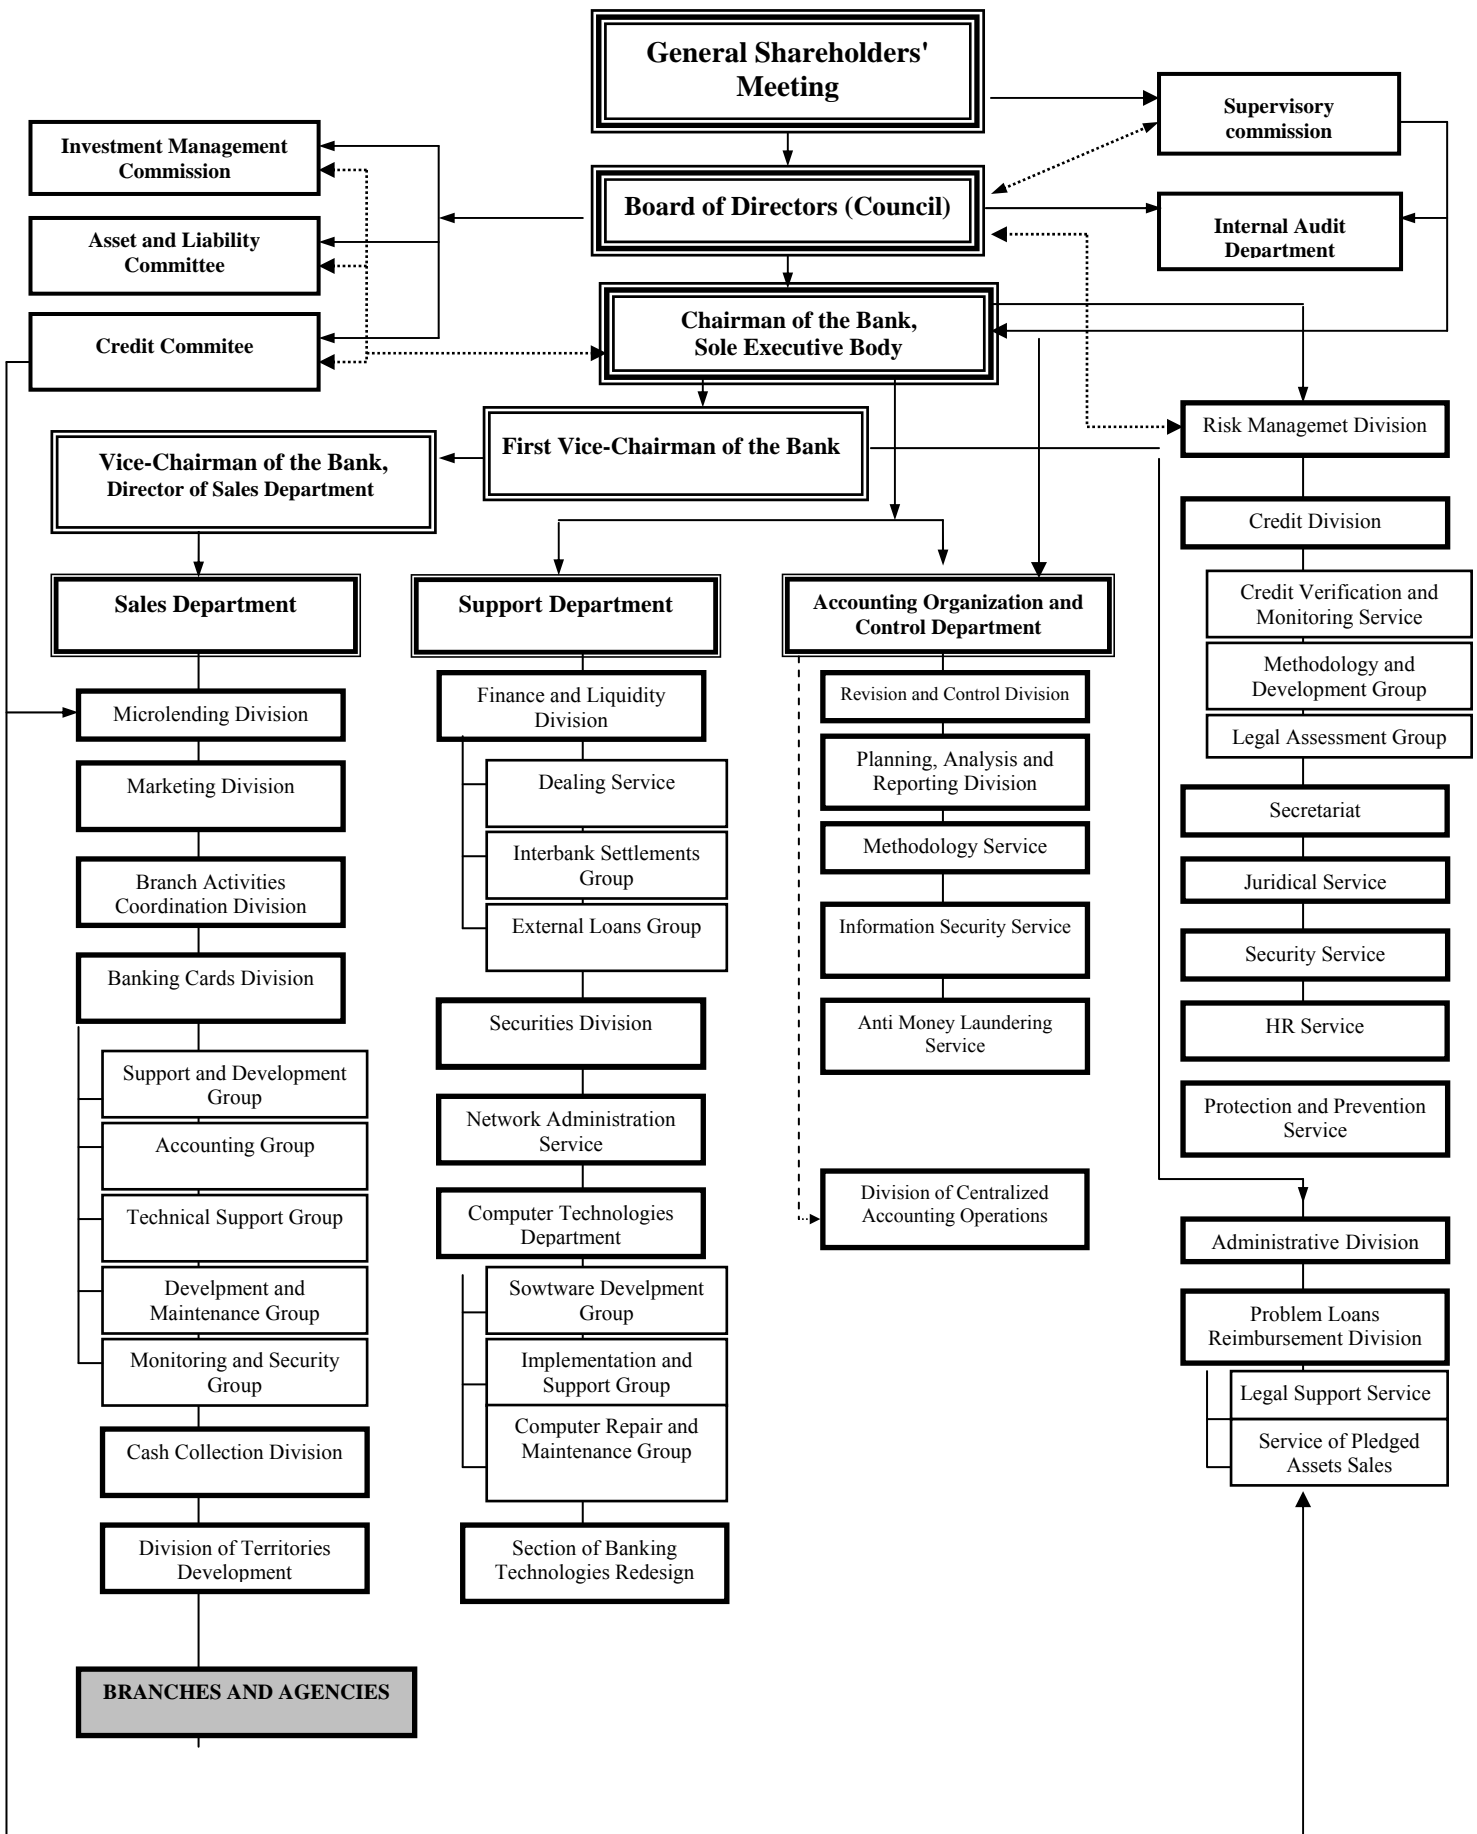 General Shareholders'
Meeting
Supervisory
commission
Investment Management
Commission
Board of Directors (Council)
Internal Audit
Department
Asset and Liability
Committee
Chairman of the Bank,
Sole Executive Body
Credit Commitee
Risk Managemet Division
First Vice-Chairman of the Bank
Vice-Chairman of the Bank,
Director of Sales Department
Credit Division
Sales Department
Support Department
Accounting Organization and
Control Department
Credit Verification and
Monitoring Service
Methodology and
Development Group
Legal Assessment Group
Microlending Division
Marketing Division
Branch Activities
Coordination Division
Banking Cards Division
Support and Development
Group
Accounting Group
Technical Support Group
Develpment and
Maintenance Group
Monitoring and Security
Group
Cash Collection Division
Division of Territories
Development
BRANCHES AND AGENCIES
Finance and Liquidity
Division
Dealing Service
Interbank Settlements
Group
External Loans Group
Securities Division
Network Administration
Service
Computer Technologies
Department
Sowtware Develpment
Group
Implementation and
Support Group
Computer Repair and
Maintenance Group
Section of Banking
Technologies Redesign
Revision and Control Division
Planning, Analysis and
Reporting Division
Methodology Service
Information Security Service
Anti Money Laundering
Service
Division of Centralized
Accounting Operations
Secretariat
Juridical Service
Security Service
HR Service
Protection and Prevention
Service
Administrative Division
Problem Loans
Reimbursement Division
Legal Support Service
Service of Pledged
Assets Sales